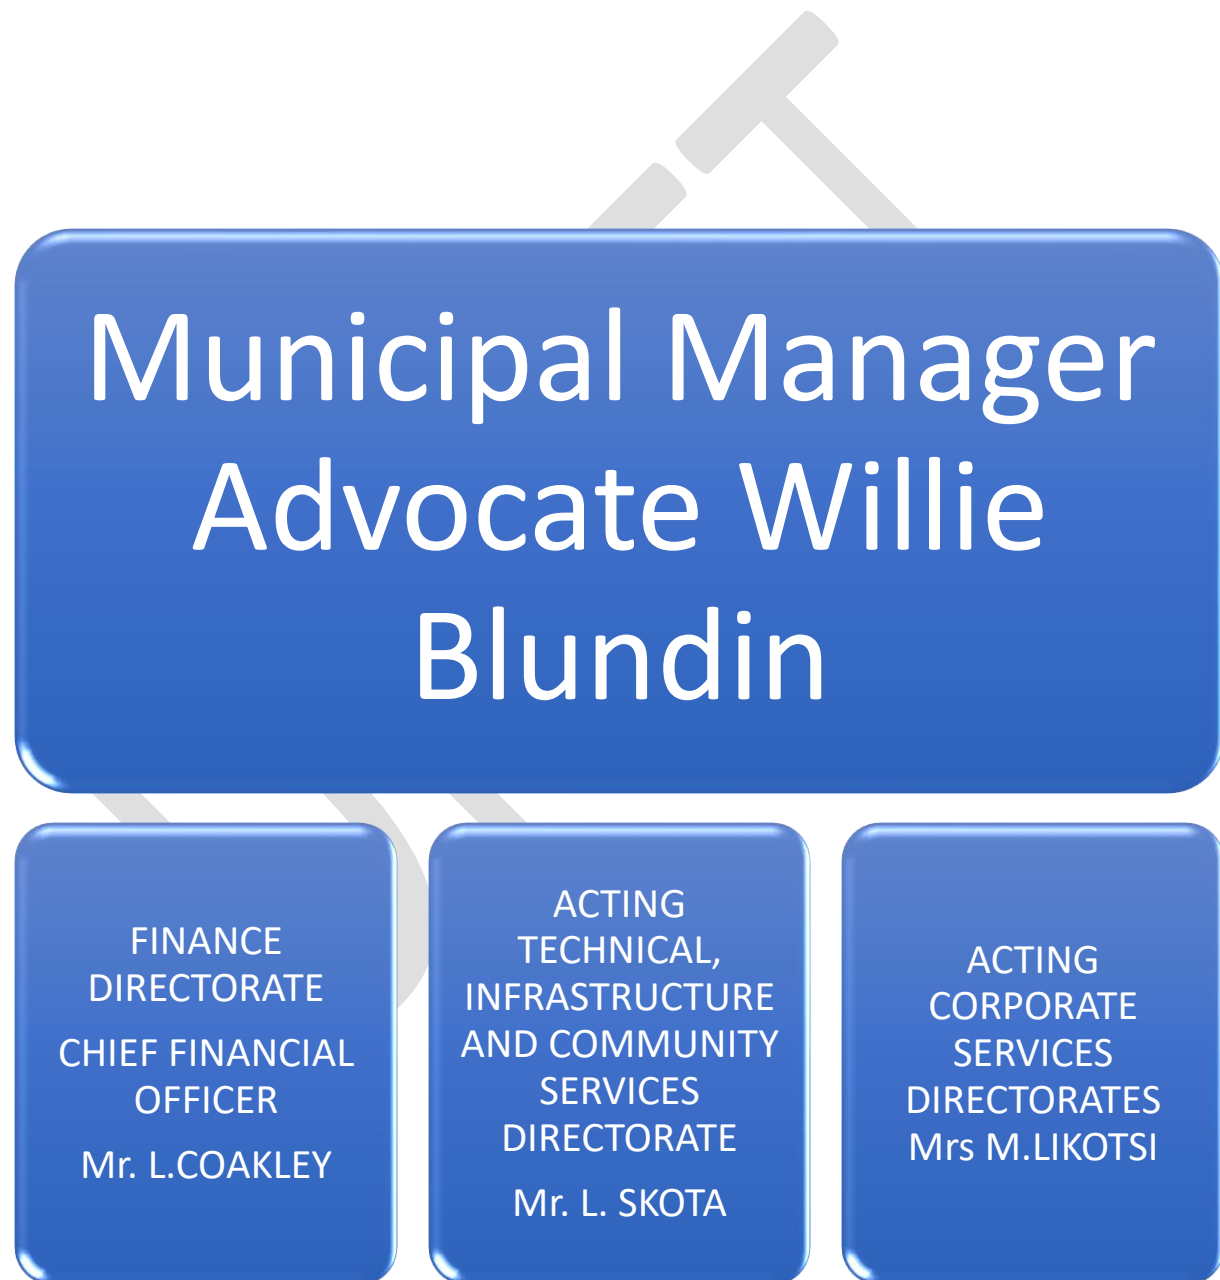 Municipal Manager
Advocate Willie
Blundin
FINANCE
DIRECTORATE
CHIEF FINANCIAL
OFFICER
Mr. L.COAKLEY
ACTING
TECHNICAL,
INFRASTRUCTURE
AND COMMUNITY
SERVICES
DIRECTORATE
Mr. L. SKOTA
ACTING
CORPORATE
SERVICES
DIRECTORATES
Mrs M.LIKOTSI